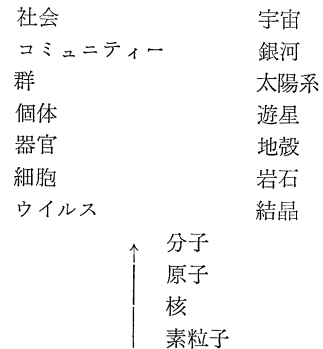 社会 宇宙
コミュニティー 銀河
群 太陽系
個体 遊星
器官 地殻
細胞 岩石
ウイルス 結晶
分子
原子
核
素粒子